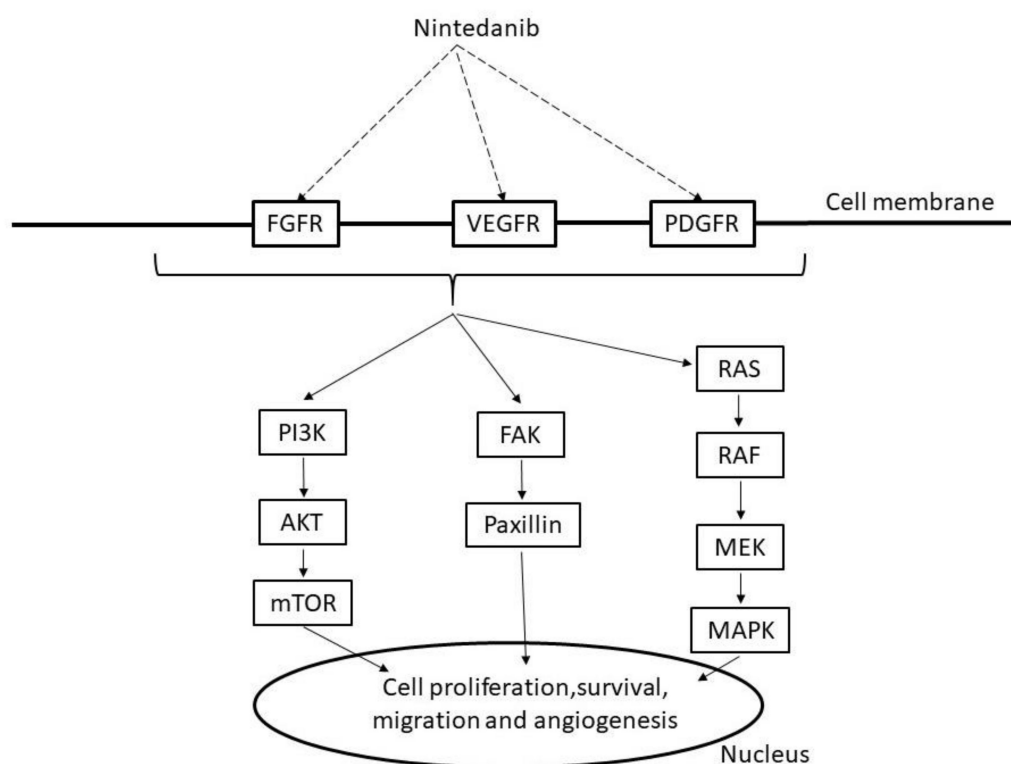 Nintedanib
Cell membrane
FGFR
VEGFR
PDGFR
RAS
PI3K
FAK
RAF
AKT
Paxillin
MEK
mTOR
MAPK
Cell proliferation,survival,
migration and angiogenesis
Nucleus